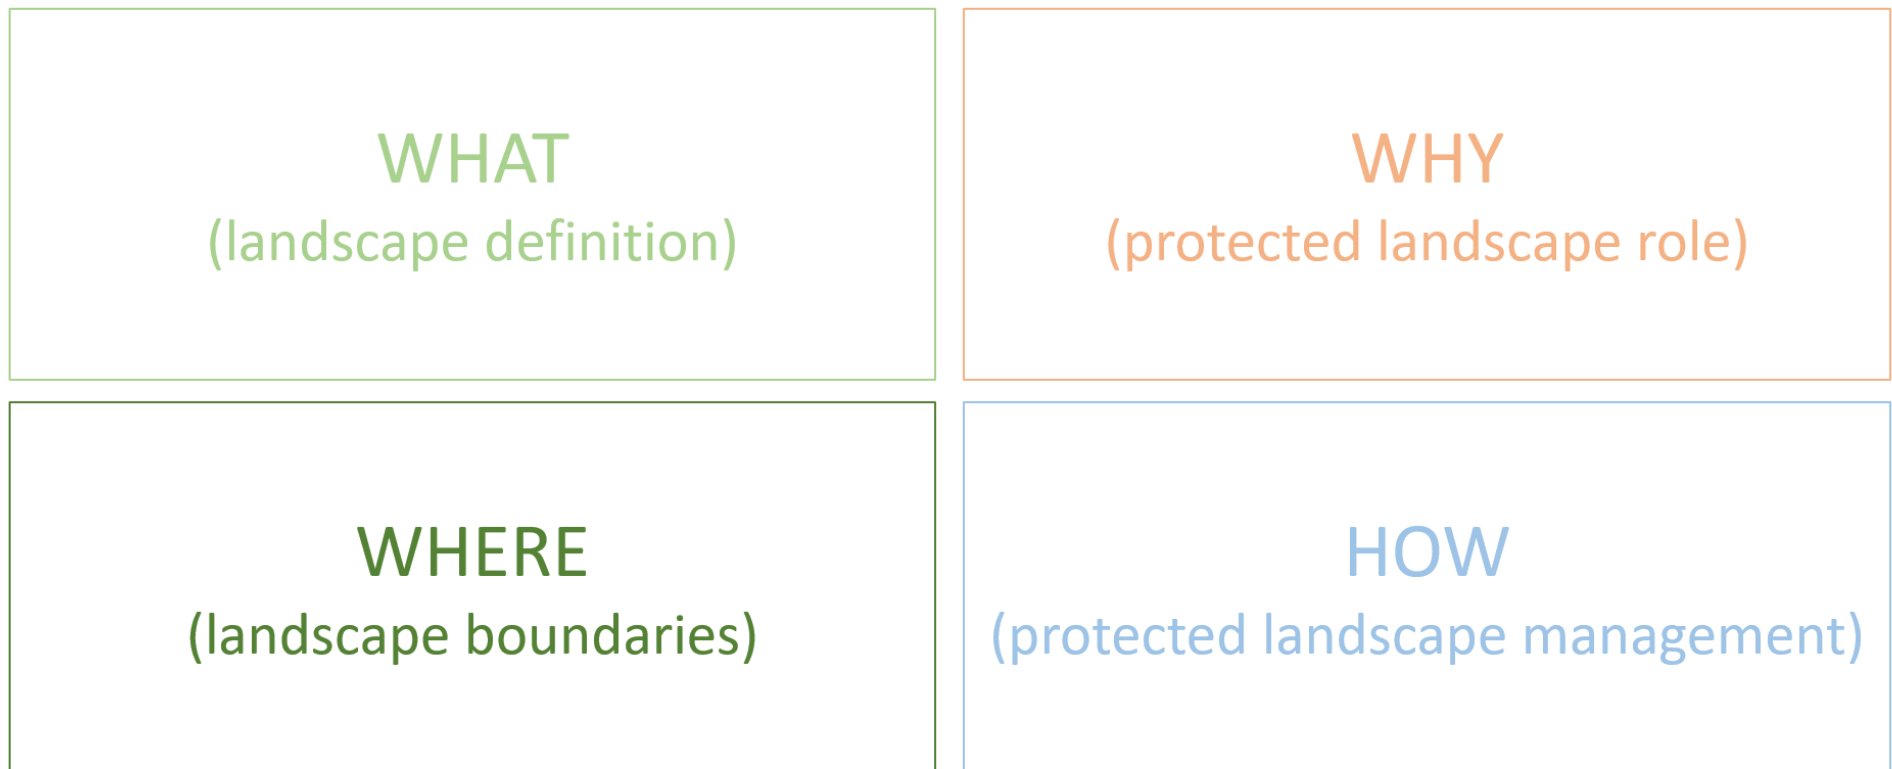 WHAT
(landscape definition)
WHY
(protected landscape role)
WHERE
(landscape boundaries)
HOW
(protected landscape management)